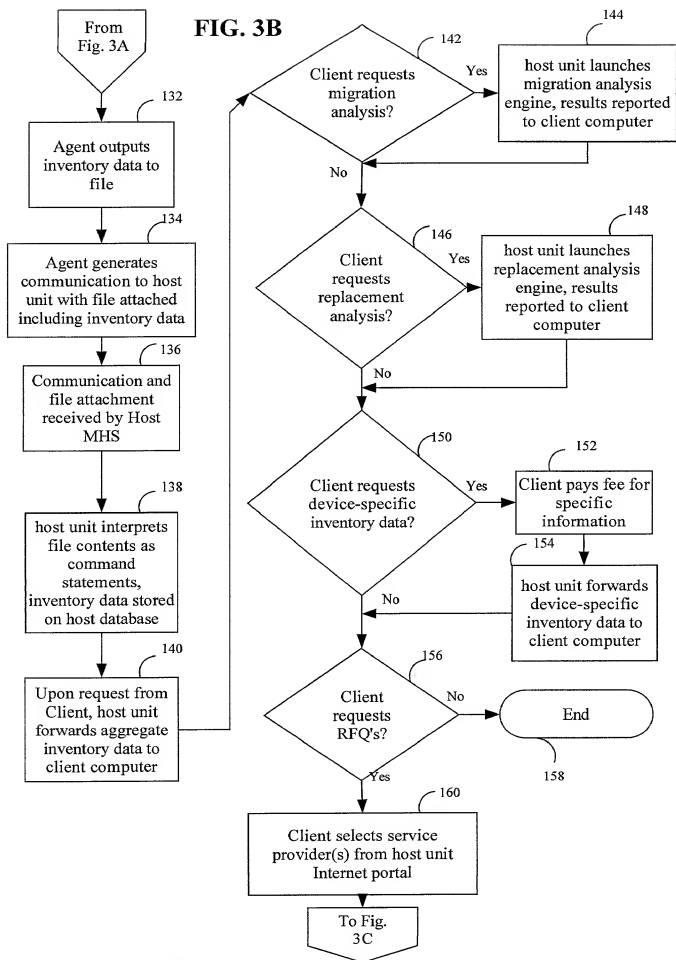 From
Fig. 3A
FIG. 3B
132
Agent outputs
inventory data to
file
134
Agent generates
communication to host
unit with file attached
including inventory data
136
Communication and
file attachment
received by Host
MHS
138
host unit interprets
file contents as
command
statements,
inventory data stored
on host database
140
Upon request from
Client, host unit
forwards aggregate
inventory data to
client computer
142
Client requests
migration
analysis?
Yes
No
144
host unit launches
migration analysis
engine, results reported
to client computer
146
Client
requests
replacement
analysis?
Yes
No
148
host unit launches
replacement analysis
engine, results
reported to client
computer
150
Client requests
device-specific
inventory data?
Yes
No
152
Client pays fee for
specific
information
154
host unit forwards
device-specific
inventory data to
client computer
156
Client
requests
RFQ's?
No
Yes
End
158
160
Client selects service
provider(s) from host unit
Internet portal
To Fig.
3C